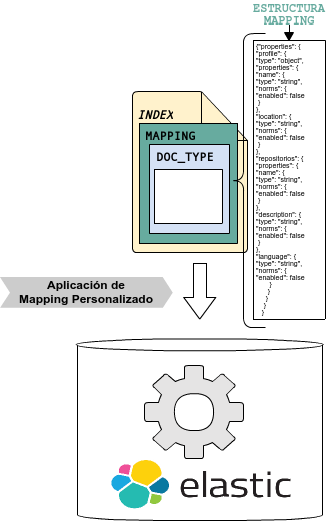 ESTRUCTURA
MAPPING
{"properties": {
"profile": {
"type": "object",
"properties": {
"name": {
"type": "string",
"norms": {
"enabled": false
}
},
"location": {
"type": "string",
"norms": {
"enabled": false
}
},
"repositorios": {
"properties": {
"name": {
"type": "string",
"norms": {
"enabled": false
}
},
"description": {
"type": "string",
"norms": {
"enabled": false
}
},
"language": {
"type": "string",
"norms": {
"enabled": false
}
}
}
}
}
INDEX
MAPPING
DOC_TYPE
Aplicación de
Mapping Personalizado
elastic